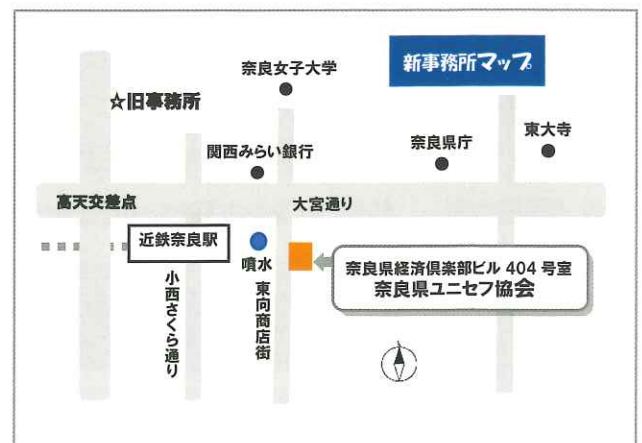 新事務所マップ
奈良女子大学
☆旧事務所
東大寺
奈良県庁
関西みらい銀行
高天交差点
大宮通り
近鉄奈良駅
噴水
奈良県経済倶楽部ビル 404 号室
奈良県ユニセフ協会
小西さくら通り
東向商店街